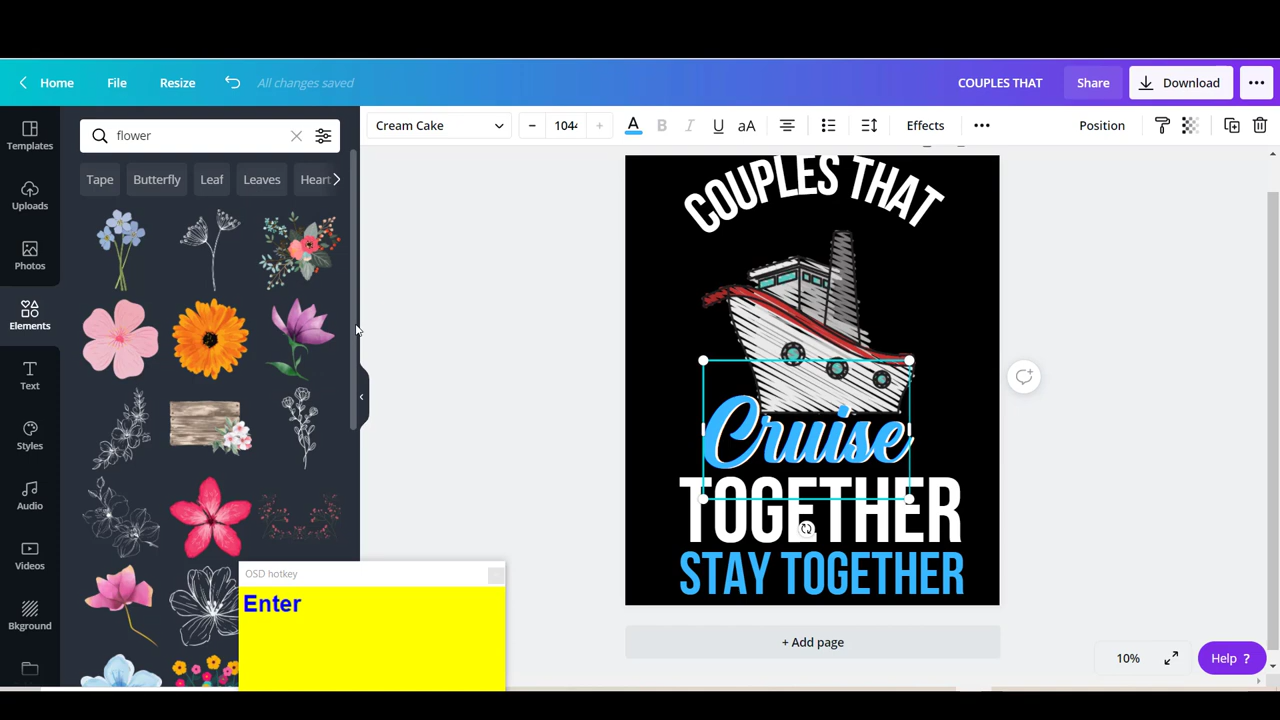 Home File Resize All changes saved COUPLES THAT Share Download
flower
Cream Cake 1044 A B I U aA Effects Position
Templates
Uploads
Photos
Elements
Text
Styles
Audio
Videos
Bkground
Tape Butterfly Leaf Leaves Heart
OSD hotkey
Enter
COUPLES THAT
Cruise
TOGETHER
STAY TOGETHER
+ Add page
10% Help ?